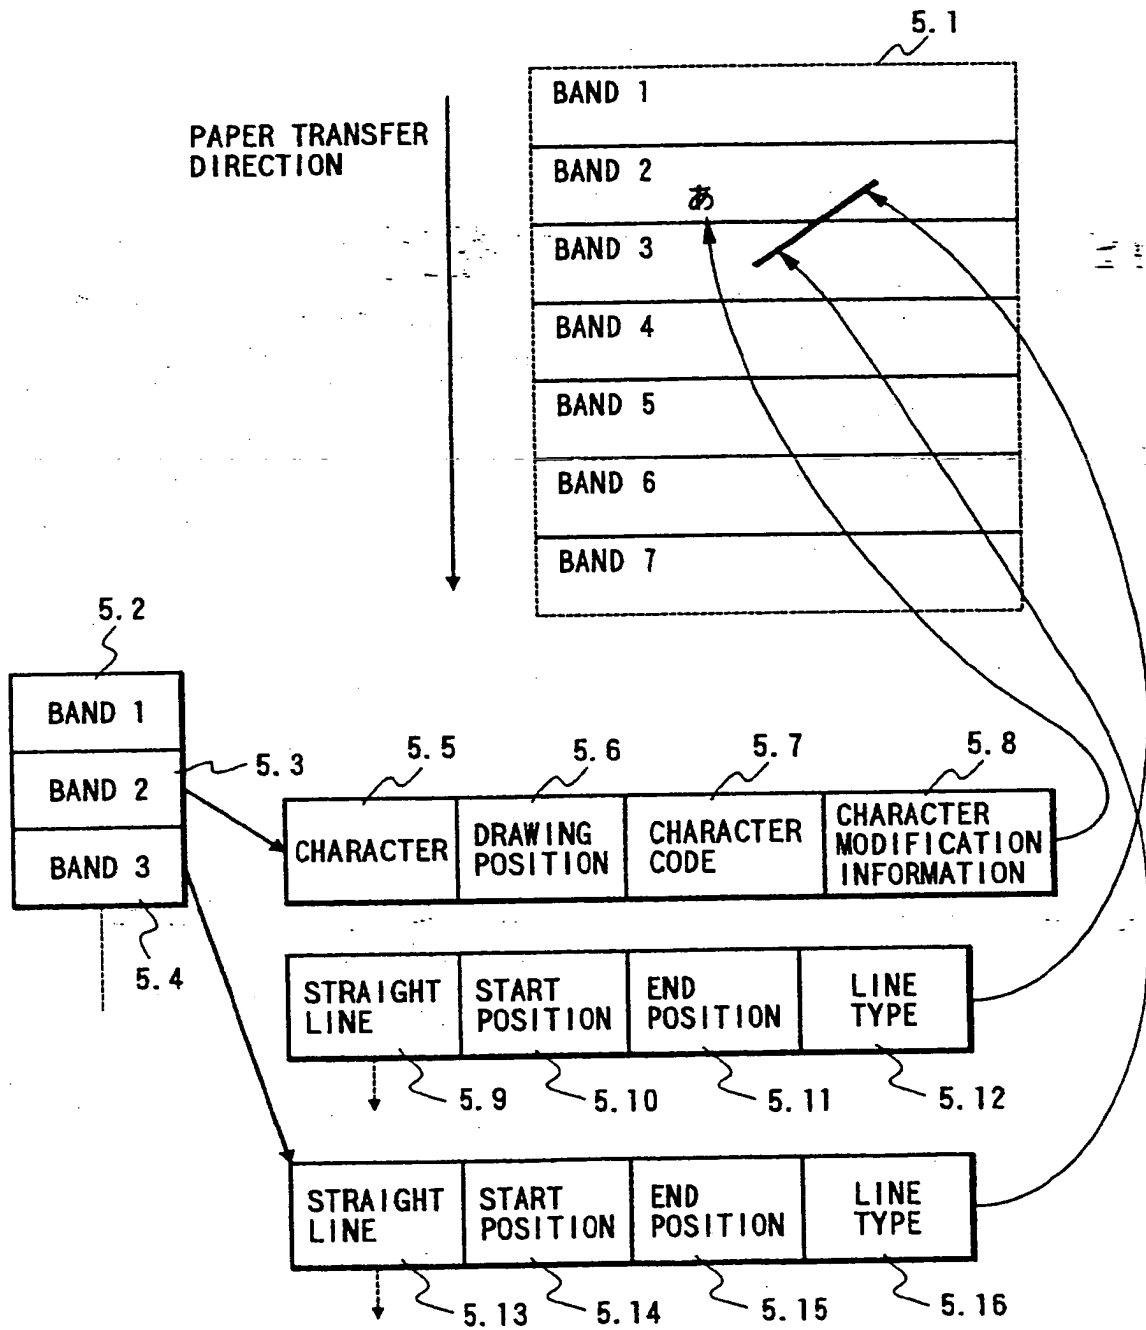 5.1
BAND 1
PAPER TRANSFER
DIRECTION
BAND 2
あ
BAND 3
BAND 4
BAND 5
BAND 6
BAND 7
5.2
BAND 1
5.3
BAND 2
BAND 3
5.4
5.5
5.6
5.7
5.8
CHARACTER
DRAWING
POSITION
CHARACTER
CODE
CHARACTER
MODIFICATION
INFORMATION
STRAIGHT
LINE
START
POSITION
END
POSITION
LINE
TYPE
5.9
5.10
5.11
5.12
STRAIGHT
LINE
START
POSITION
END
POSITION
LINE
TYPE
5.13
5.14
5.15
5.16